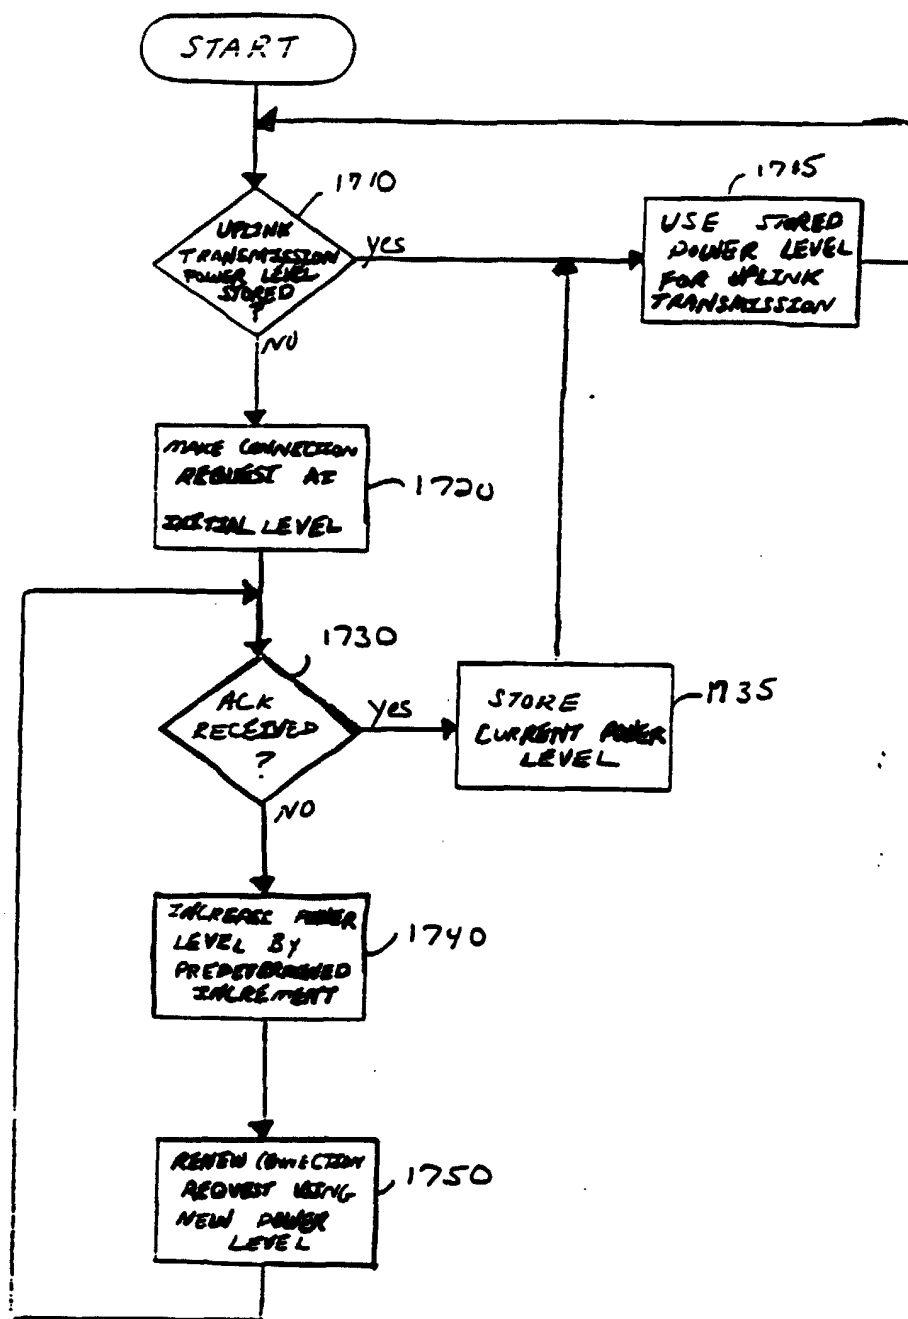 START
1710
UPLINK
TRANSMISSION
POWER LEVEL
STORED
?
yes
NO
1715
USE STORED
POWER LEVEL
FOR UPLINK
TRANSMISSION
MAKE CONNECTION
REQUEST AT
INITIAL LEVEL
1720
1730
ACK
RECEIVED
?
yes
NO
1735
STORE
CURRENT POWER
LEVEL
INCREASE POWER
LEVEL BY
PREDETERMINED
INCREMENT
1740
RENEW CONNECTION
REQUEST USING
NEW POWER
LEVEL
1750